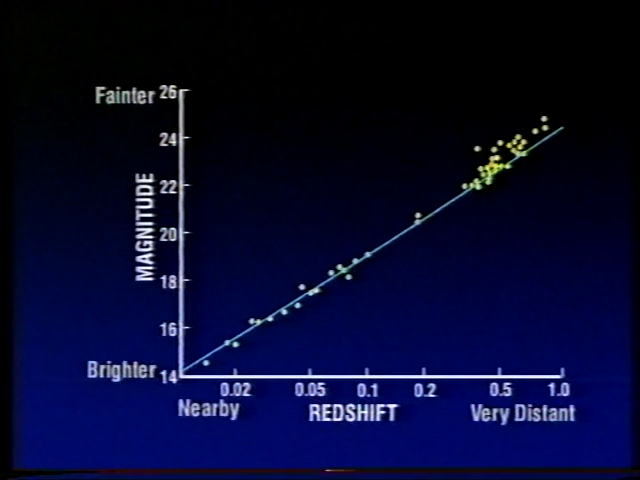 Fainter 26
24
MAGNITUDE
22
20
18
16
Brighter 14
0.02 0.05 0.1 0.2 0.5 1.0
Nearby REDSHIFT Very Distant